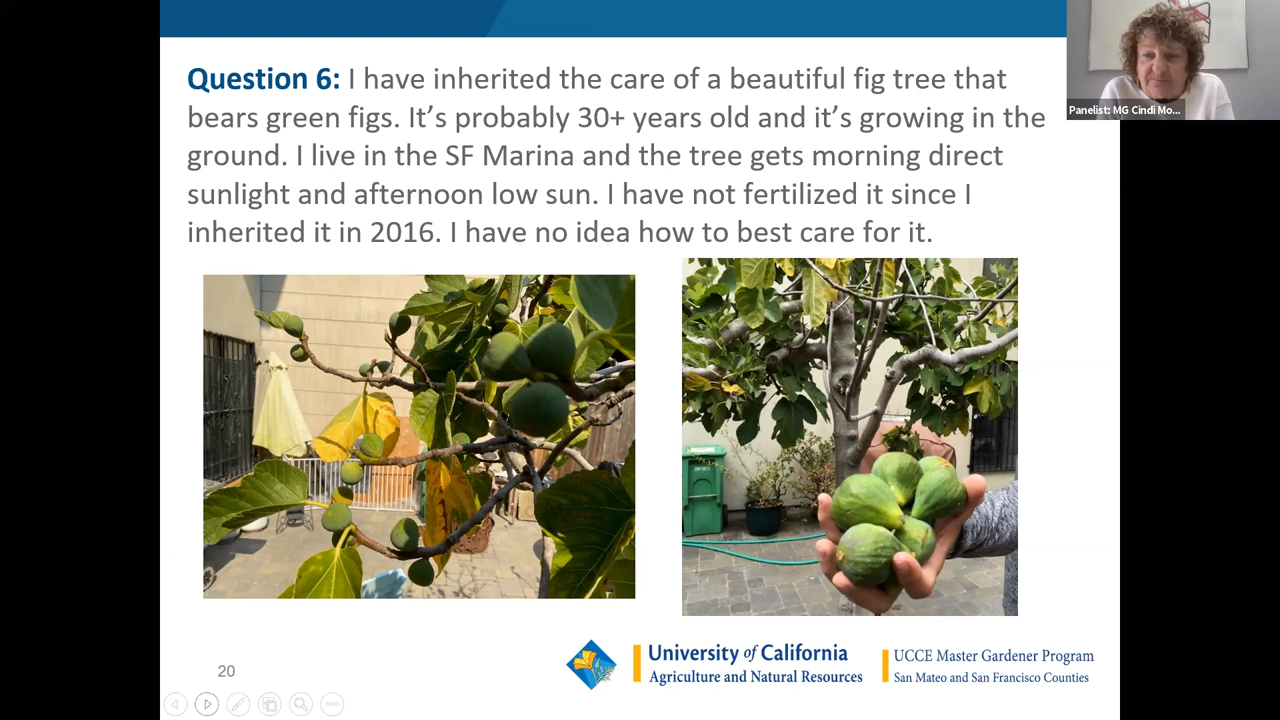 Question 6: I have inherited the care of a beautiful fig tree that
bears green figs. It's probably 30+ years old and it's growing in the
ground. I live in the SF Marina and the tree gets morning direct
sunlight and afternoon low sun. I have not fertilized it since I
inherited it in 2016. I have no idea how to best care for it.
Panelist: MG Cindi Mo...
20
University of California
Agriculture and Natural Resources
UCCE Master Gardener Program
San Mateo and San Francisco Counties